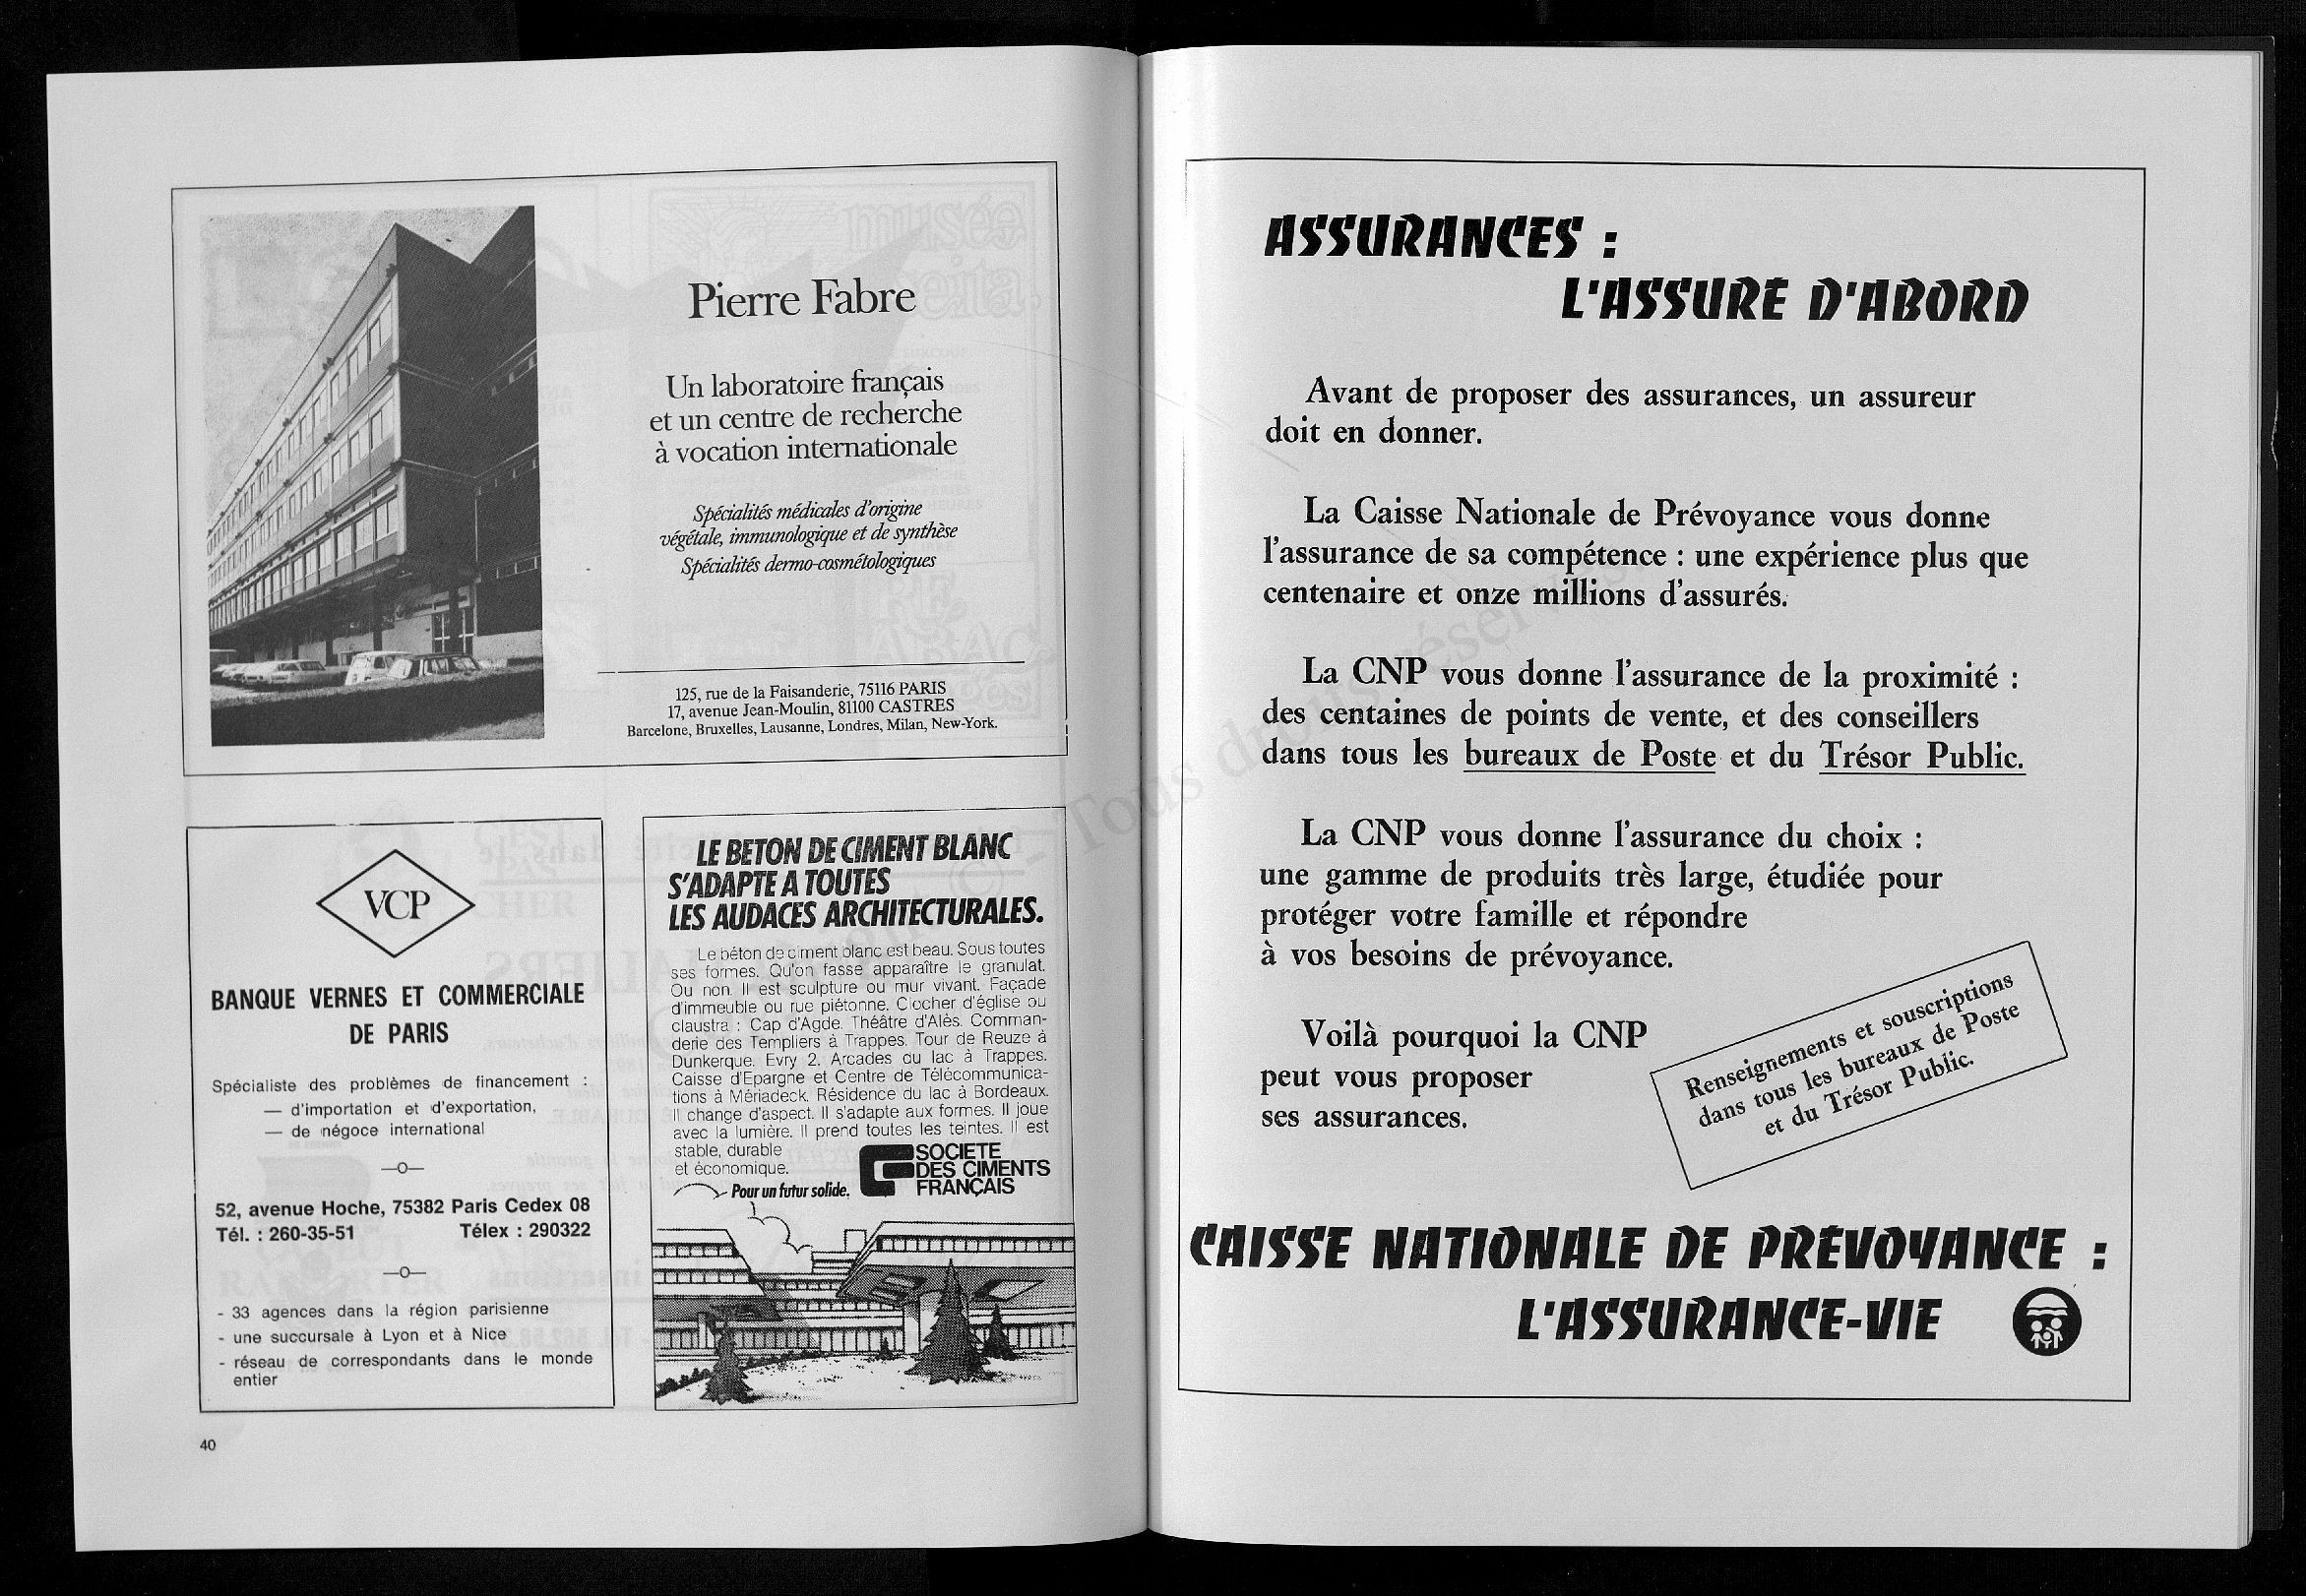 Pierre Fabre
Un laboratoire français
et un centre de recherche
à vocation internationale
Spécialités médicales d'origine
végétale, immunologique et de synthèse
Spécialités dermo-cosmétologiques
125, rue de la Faisanderie, 75116 PARIS
17, avenue Jean-Moulin, 81100 CASTRES
Barcelone, Bruxelles, Lausanne, Londres, Milan, New-York.
VCP
BANQUE VERNES ET COMMERCIALE
DE PARIS
Spécialiste des problèmes de financement :
— d'importation et d'exportation,
— de négoce international
—o—
52, avenue Hoche, 75382 Paris Cedex 08
Tél. : 260-35-51 Télex : 290322
—o—
- 33 agences dans la région parisienne
- une succursale à Lyon et à Nice
- réseau de correspondants dans le monde
entier
LE BETON DE CIMENT BLANC
S'ADAPTE A TOUTES
LES AUDACES ARCHITECTURALES.
Le béton de ciment blanc est beau. Sous toutes
ses formes. Qu'on fasse apparaître le granulat.
Ou non. Il est sculpture ou mur vivant. Façade
d'immeuble ou rue piétonne. Clocher d'église ou
claustra : Cap d'Agde. Théâtre d'Alès. Comman-
derie des Templiers à Trappes. Tour de Reuze à
Dunkerque. Evry 2. Arcades du lac à Trappes.
Caisse d'Epargne et Centre de Télécommunica-
tions à Mériadeck. Résidence du lac à Bordeaux.
Il change d'aspect. Il s'adapte aux formes. Il joue
avec la lumière. Il prend toutes les teintes. Il est
stable, durable
et économique.
Pour un futur solide.
SOCIETE
DES CIMENTS
FRANÇAIS
40
ASSURANCES :
L'ASSURÉ D'ABORD
Avant de proposer des assurances, un assureur
doit en donner.
La Caisse Nationale de Prévoyance vous donne
l'assurance de sa compétence : une expérience plus que
centenaire et onze millions d'assurés.
La CNP vous donne l'assurance de la proximité :
des centaines de points de vente, et des conseillers
dans tous les bureaux de Poste et du Trésor Public.
La CNP vous donne l'assurance du choix :
une gamme de produits très large, étudiée pour
protéger votre famille et répondre
à vos besoins de prévoyance.
Voilà pourquoi la CNP
peut vous proposer
ses assurances.
Renseignements et souscriptions
dans tous les bureaux de Poste
et du Trésor Public.
CAISSE NATIONALE DE PRÉVOYANCE :
L'ASSURANCE-VIE
© - Tous droits réservés